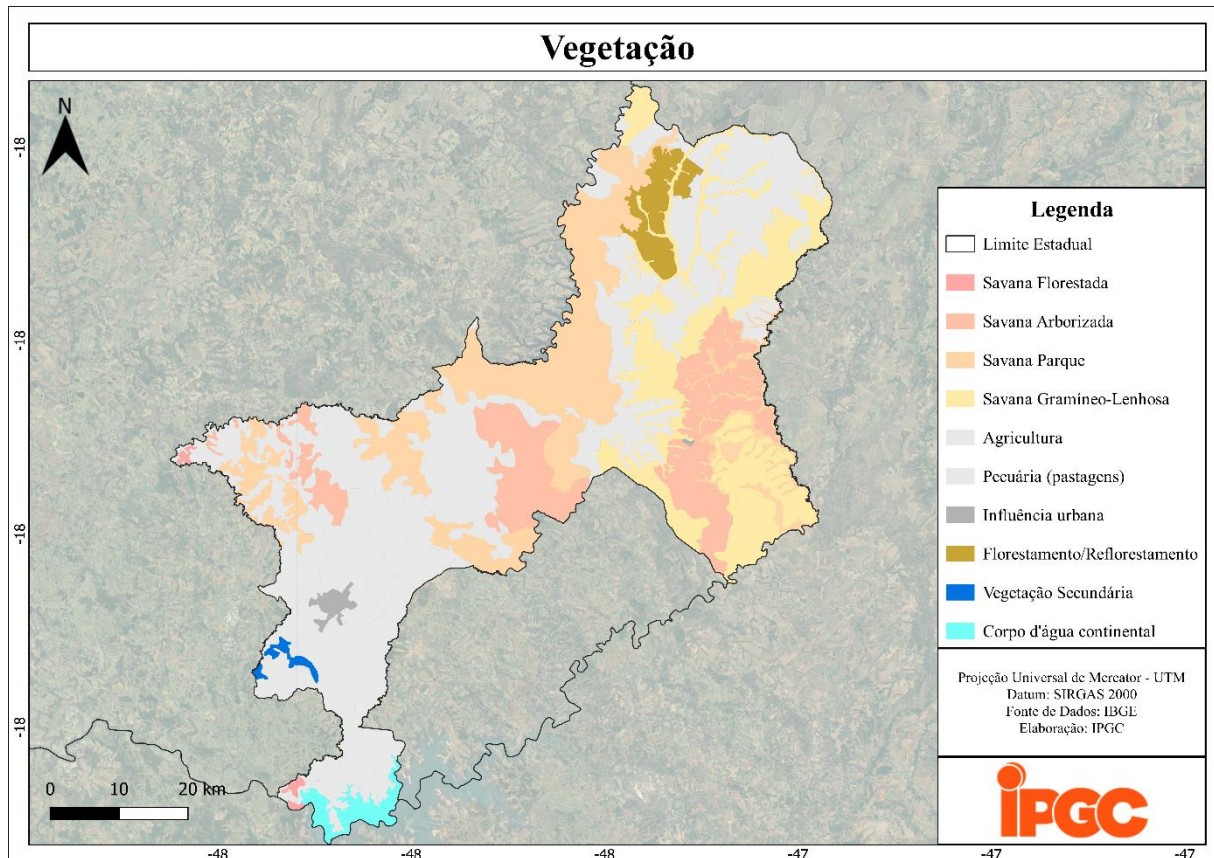 Vegetação
N
-18
-18
-18
-18
Legenda
Limite Estadual
Savana Florestada
Savana Arborizada
Savana Parque
Savana Gramíneo-Lenhosa
Agricultura
Pecuária (pastagens)
Influência urbana
Florestamento/Reflorestamento
Vegetação Secundária
Corpo d'água continental
Projeção Universal de Mercator - UTM
Datum: SIRGAS 2000
Fonte de Dados: IBGE
Elaboração: IPGC
iPGC
0 10 20 km
-48 -48 -48 -47 -47 -47